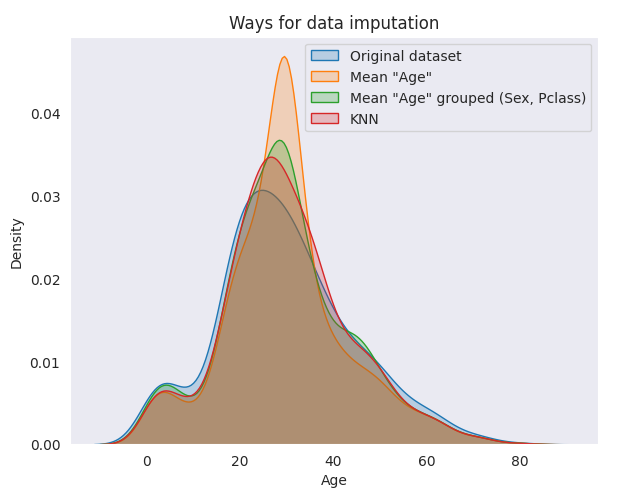 Ways for data imputation
Original dataset
Mean "Age"
Mean "Age" grouped (Sex, Pclass)
KNN
Density
0.04
0.03
0.02
0.01
0.00
0 20 40 60 80
Age